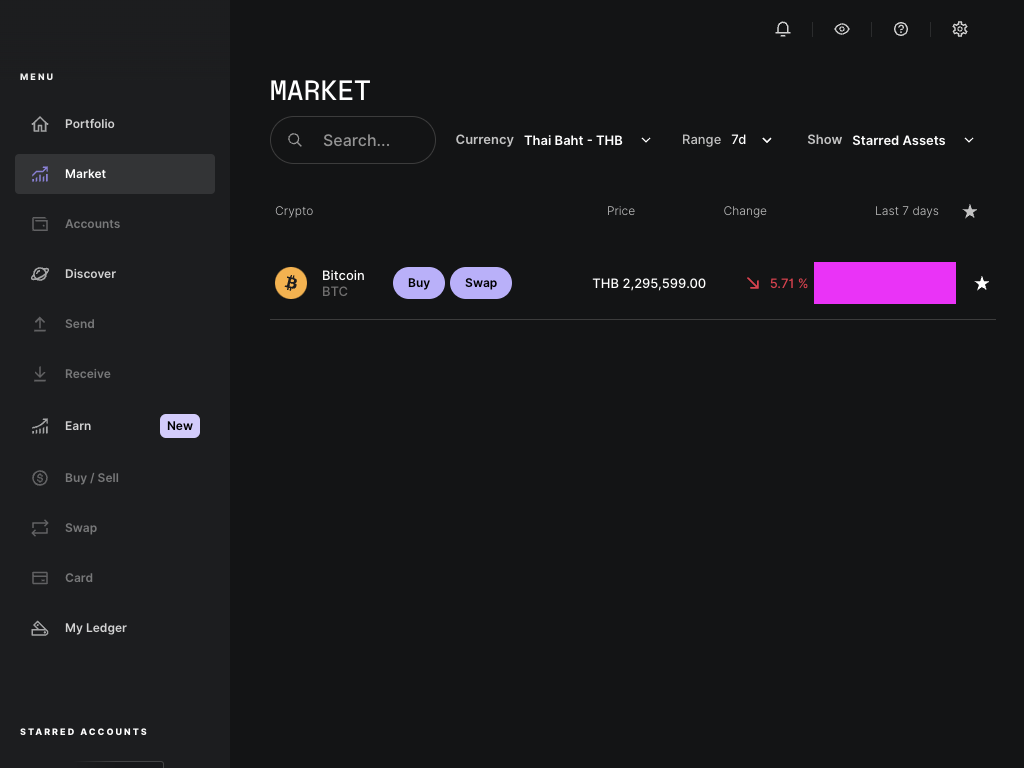 MENU
Portfolio
Market
Accounts
Discover
Send
Receive
Earn New
Buy / Sell
Swap
Card
My Ledger
STARRED ACCOUNTS
MARKET
Search...
Currency Thai Baht - THB
Range 7d
Show Starred Assets
Crypto Price Change Last 7 days
Bitcoin
BTC
Buy Swap
THB 2,295,599.00
5.71 %